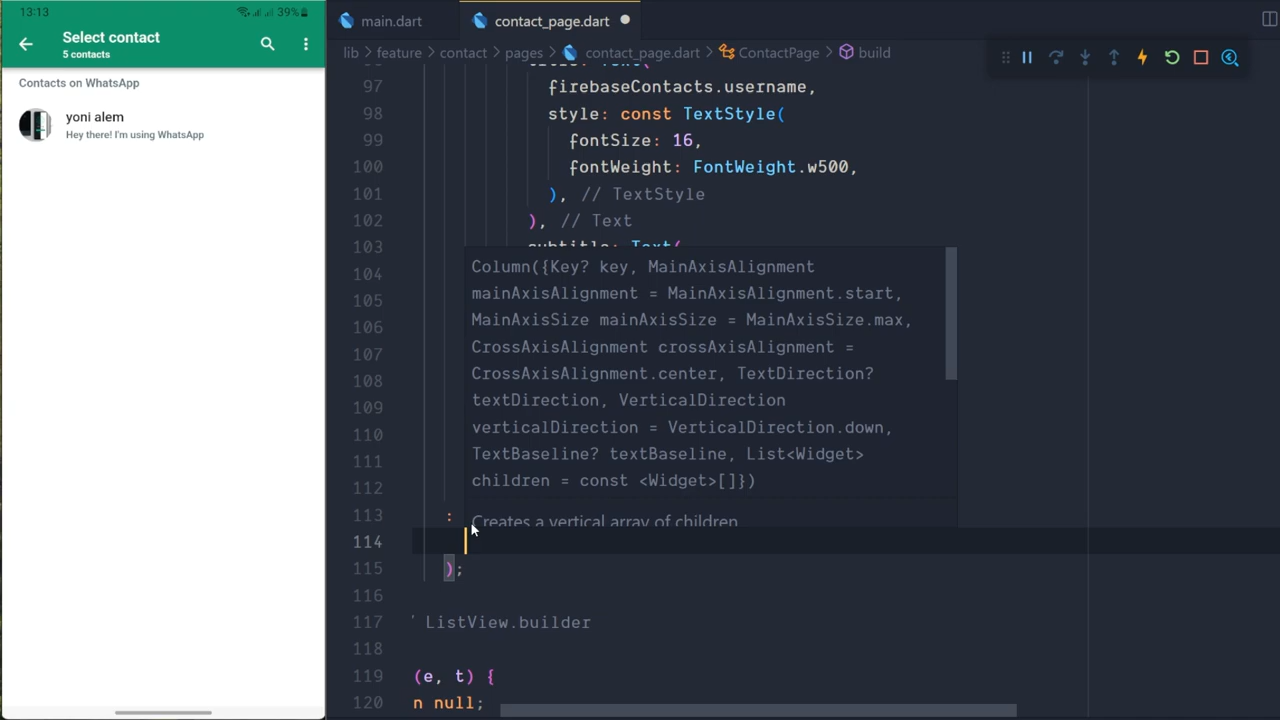 13:13
39%
Select contact
5 contacts
Contacts on WhatsApp
yoni alem
Hey there! I'm using WhatsApp
main.dart
contact_page.dart
lib > feature > contact > pages > contact_page.dart > ContactPage > build
97 firebaseContacts.username,
98 style: const TextStyle(
99 fontSize: 16,
100 fontWeight: FontWeight.w500,
101 ), // TextStyle
102 ), // Text
103 subtitle: Text(
104
105
106
107
108
109
110
111
112
113 :
114
115 );
116
117 ListView.builder
118
119 (e, t) {
120 n null;
Column({Key? key, MainAxisAlignment
mainAxisAlignment = MainAxisAlignment.start,
MainAxisSize mainAxisSize = MainAxisSize.max,
CrossAxisAlignment crossAxisAlignment =
CrossAxisAlignment.center, TextDirection?
textDirection, VerticalDirection
verticalDirection = VerticalDirection.down,
TextBaseline? textBaseline, List<Widget>
children = const <Widget>[]})
Creates a vertical array of children